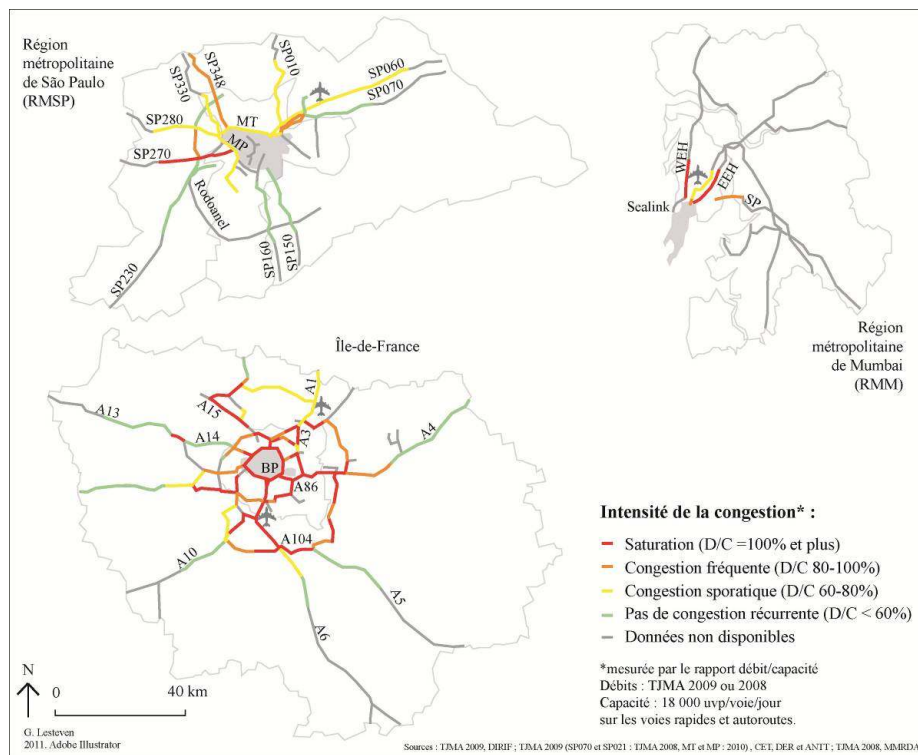 Région
métropolitaine
de São Paulo
(RMSP)
SP330
SP348
SP010
SP060
SP070
SP280
MT
MP
SP270
Rodoanel
SP230
SP160
SP150
WEH
EEH
SP
Sealink
Région
métropolitaine
de Mumbai
(RMM)
Île-de-France
A13
A15
A1
A14
A3
A4
BP
A86
A104
A10
A6
A5
Intensité de la congestion* :
Saturation (D/C =100% et plus)
Congestion fréquente (D/C 80-100%)
Congestion sporatique (D/C 60-80%)
Pas de congestion récurrente (D/C < 60%)
Données non disponibles
*mesurée par le rapport débit/capacité
Débits : TJMA 2009 ou 2008
Capacité : 18 000 uvp/voie/jour
sur les voies rapides et autoroutes.
N
0 40 km
G. Lesteven
2011. Adobe Illustrator
Sources : TJMA 2009, DIRIF ; TJMA 2009 (SP070 et SP021 : TJMA 2008, MT et MP : 2010) , CET, DER et ANTT ; TJMA 2008, MMRDA